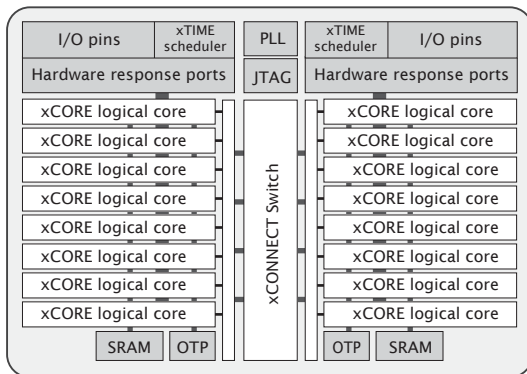 I/O pins
xTIME
scheduler
PLL
xTIME
scheduler
I/O pins
Hardware response ports
JTAG
Hardware response ports
xCORE logical core
xCORE logical core
xCORE logical core
xCORE logical core
xCORE logical core
xCORE logical core
xCORE logical core
xCORE logical core
xCONNECT Switch
xCORE logical core
xCORE logical core
xCORE logical core
xCORE logical core
xCORE logical core
xCORE logical core
xCORE logical core
xCORE logical core
SRAM
OTP
OTP
SRAM